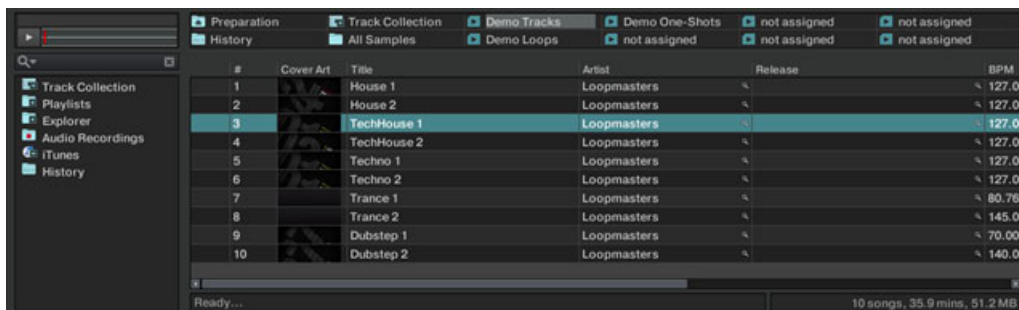 Preparation Track Collection Demo Tracks Demo One-Shots not assigned not assigned
History All Samples Demo Loops not assigned not assigned not assigned
Track Collection
Playlists
Explorer
Audio Recordings
iTunes
History
# Cover Art Title Artist Release BPM
1 House 1 Loopmasters 127.0
2 House 2 Loopmasters 127.0
3 TechHouse 1 Loopmasters 127.0
4 TechHouse 2 Loopmasters 127.0
5 Techno 1 Loopmasters 127.0
6 Techno 2 Loopmasters 127.0
7 Trance 1 Loopmasters 80.76
8 Trance 2 Loopmasters 145.0
9 Dubstep 1 Loopmasters 70.00
10 Dubstep 2 Loopmasters 140.0
Ready... 10 songs, 35.9 mins, 51.2 MB